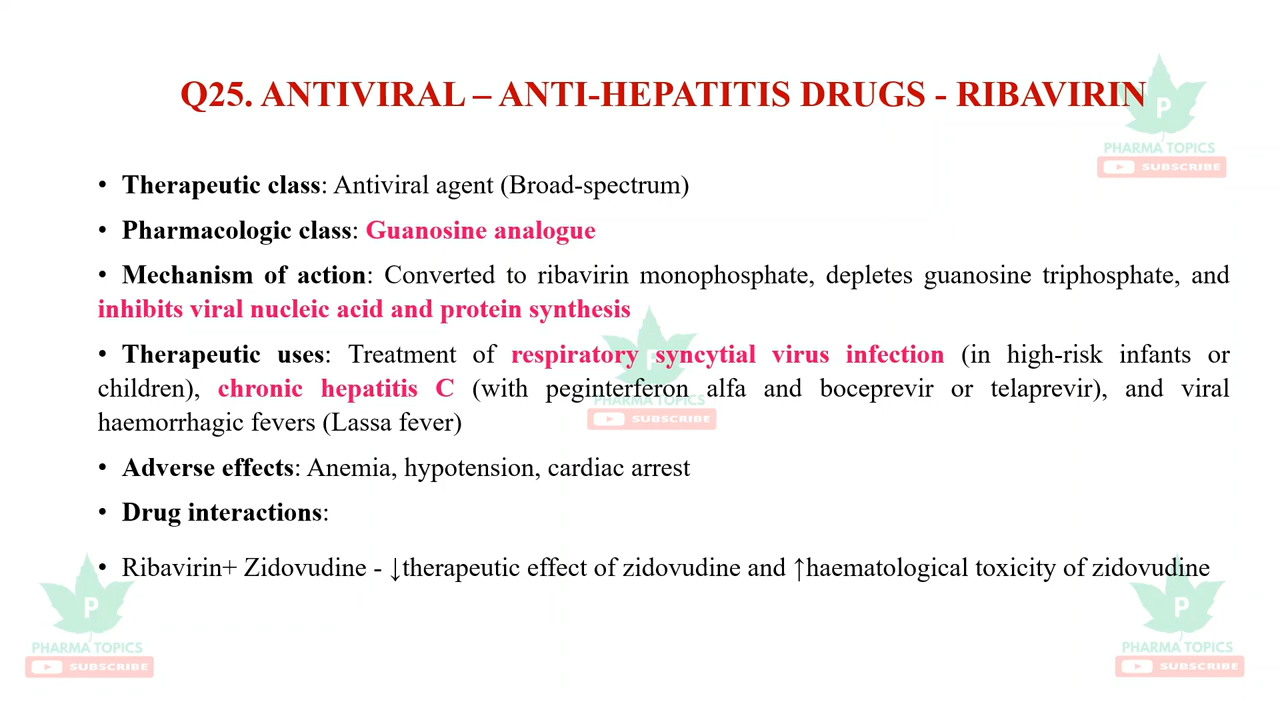 Q25. ANTIVIRAL – ANTI-HEPATITIS DRUGS - RIBAVIRIN
P
PHARMA TOPICS
SUBSCRIBE
• Therapeutic class: Antiviral agent (Broad-spectrum)
• Pharmacologic class: Guanosine analogue
• Mechanism of action: Converted to ribavirin monophosphate, depletes guanosine triphosphate, and
inhibits viral nucleic acid and protein synthesis
• Therapeutic uses: Treatment of respiratory syncytial virus infection (in high-risk infants or
children), chronic hepatitis C (with peginterferon alfa and boceprevir or telaprevir), and viral
haemorrhagic fevers (Lassa fever)
P
PHARMA TOPICS
SUBSCRIBE
• Adverse effects: Anemia, hypotension, cardiac arrest
• Drug interactions:
• Ribavirin+ Zidovudine - ↓therapeutic effect of zidovudine and ↑haematological toxicity of zidovudine
P
PHARMA TOPICS
SUBSCRIBE
P
PHARMA TOPICS
SUBSCRIBE